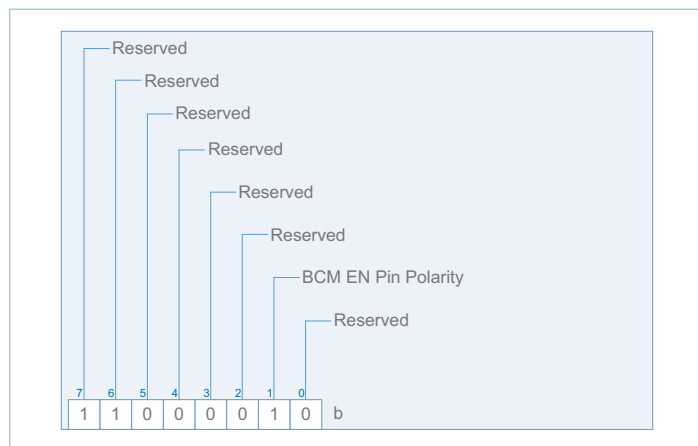 Reserved
Reserved
Reserved
Reserved
Reserved
Reserved
BCM EN Pin Polarity
Reserved
7 6 5 4 3 2 1 0
1 1 0 0 0 0 1 0 b